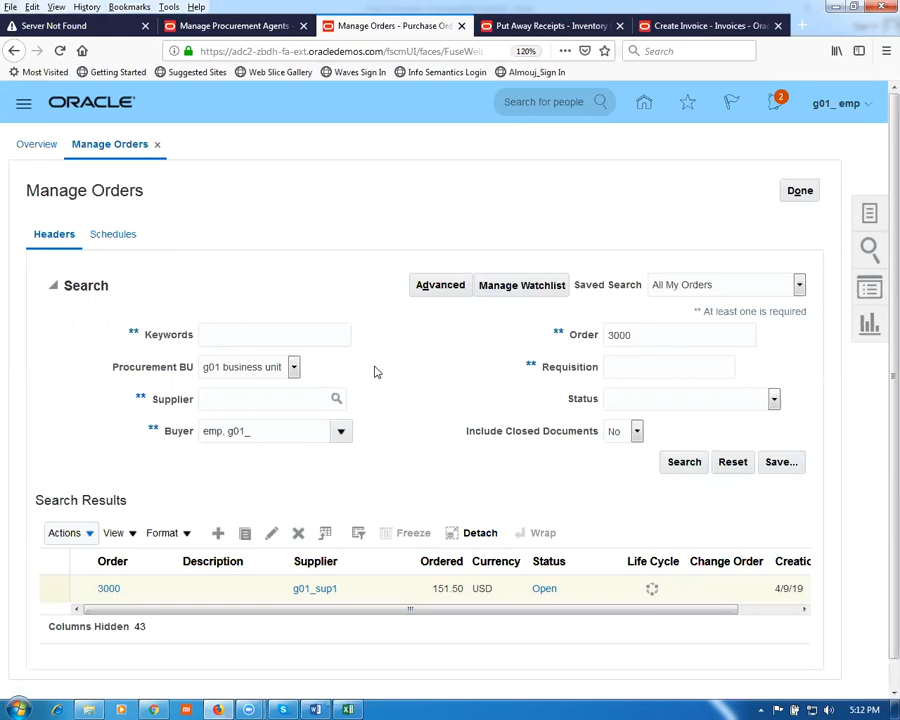 File Edit View History Bookmarks Tools Help
Server Not Found
Manage Procurement Agents -
Manage Orders - Purchase Ord
Put Away Receipts - Inventory
Create Invoice - Invoices - Ora
https://adc2-zbdh-fa-ext.oracledemos.com/fscmUI/faces/FuseWelc
120%
Search
Most Visited Getting Started Suggested Sites Web Slice Gallery Waves Sign In Info Semantics Login Almouj_Sign In
ORACLE
Search for people
2
g01_ emp
Overview Manage Orders
Manage Orders
Done
Headers Schedules
Search
Advanced Manage Watchlist Saved Search All My Orders
** At least one is required
** Keywords
** Order 3000
Procurement BU g01 business unit
** Requisition
** Supplier
Status
** Buyer emp, g01_
Include Closed Documents No
Search Reset Save...
Search Results
Actions View Format Freeze Detach Wrap
Order Description Supplier Ordered Currency Status Life Cycle Change Order Creatic
3000 g01_sup1 151.50 USD Open 4/9/19
Columns Hidden 43
5:12 PM